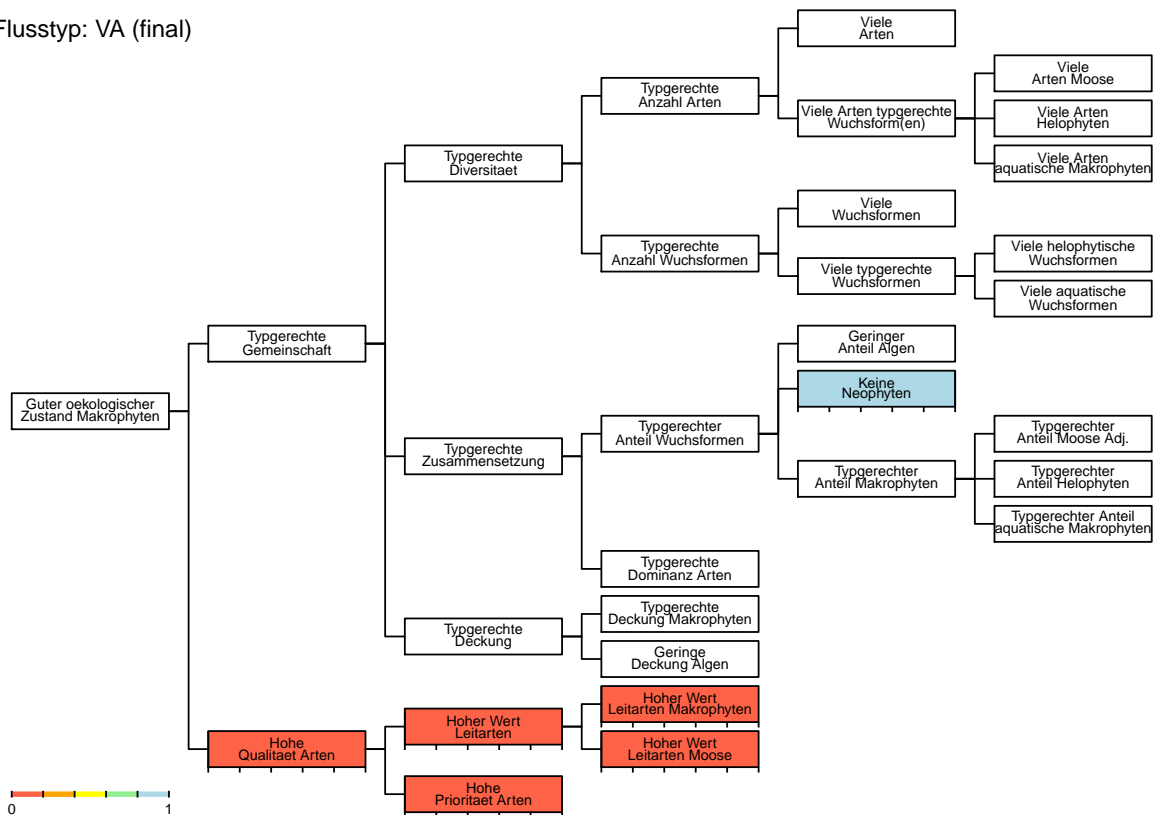 Flusstyp: VA (final)
Viele
Arten
Typgerechte
Anzahl Arten
Viele
Arten Moose
Viele Arten typgerechte
Wuchsform(en)
Viele Arten
Helophyten
Viele Arten
aquatische Makrophyten
Typgerechte
Diversitaet
Viele
Wuchsformen
Typgerechte
Anzahl Wuchsformen
Viele typgerechte
Wuchsformen
Viele helophytische
Wuchsformen
Viele aquatische
Wuchsformen
Typgerechte
Gemeinschaft
Geringer
Anteil Algen
Keine
Neophyten
Guter oekologischer
Zustand Makrophyten
Typgerechte
Zusammensetzung
Typgerechter
Anteil Wuchsformen
Typgerechter
Anteil Makrophyten
Typgerechter
Anteil Moose Adj.
Typgerechter
Anteil Helophyten
Typgerechter Anteil
aquatische Makrophyten
Typgerechte
Dominanz Arten
Typgerechte
Deckung
Typgerechte
Deckung Makrophyten
Geringe
Deckung Algen
Hohe
Qualitaet Arten
Hoher Wert
Leitarten
Hoher Wert
Leitarten Makrophyten
Hoher Wert
Leitarten Moose
Hohe
Prioritaet Arten
0
1